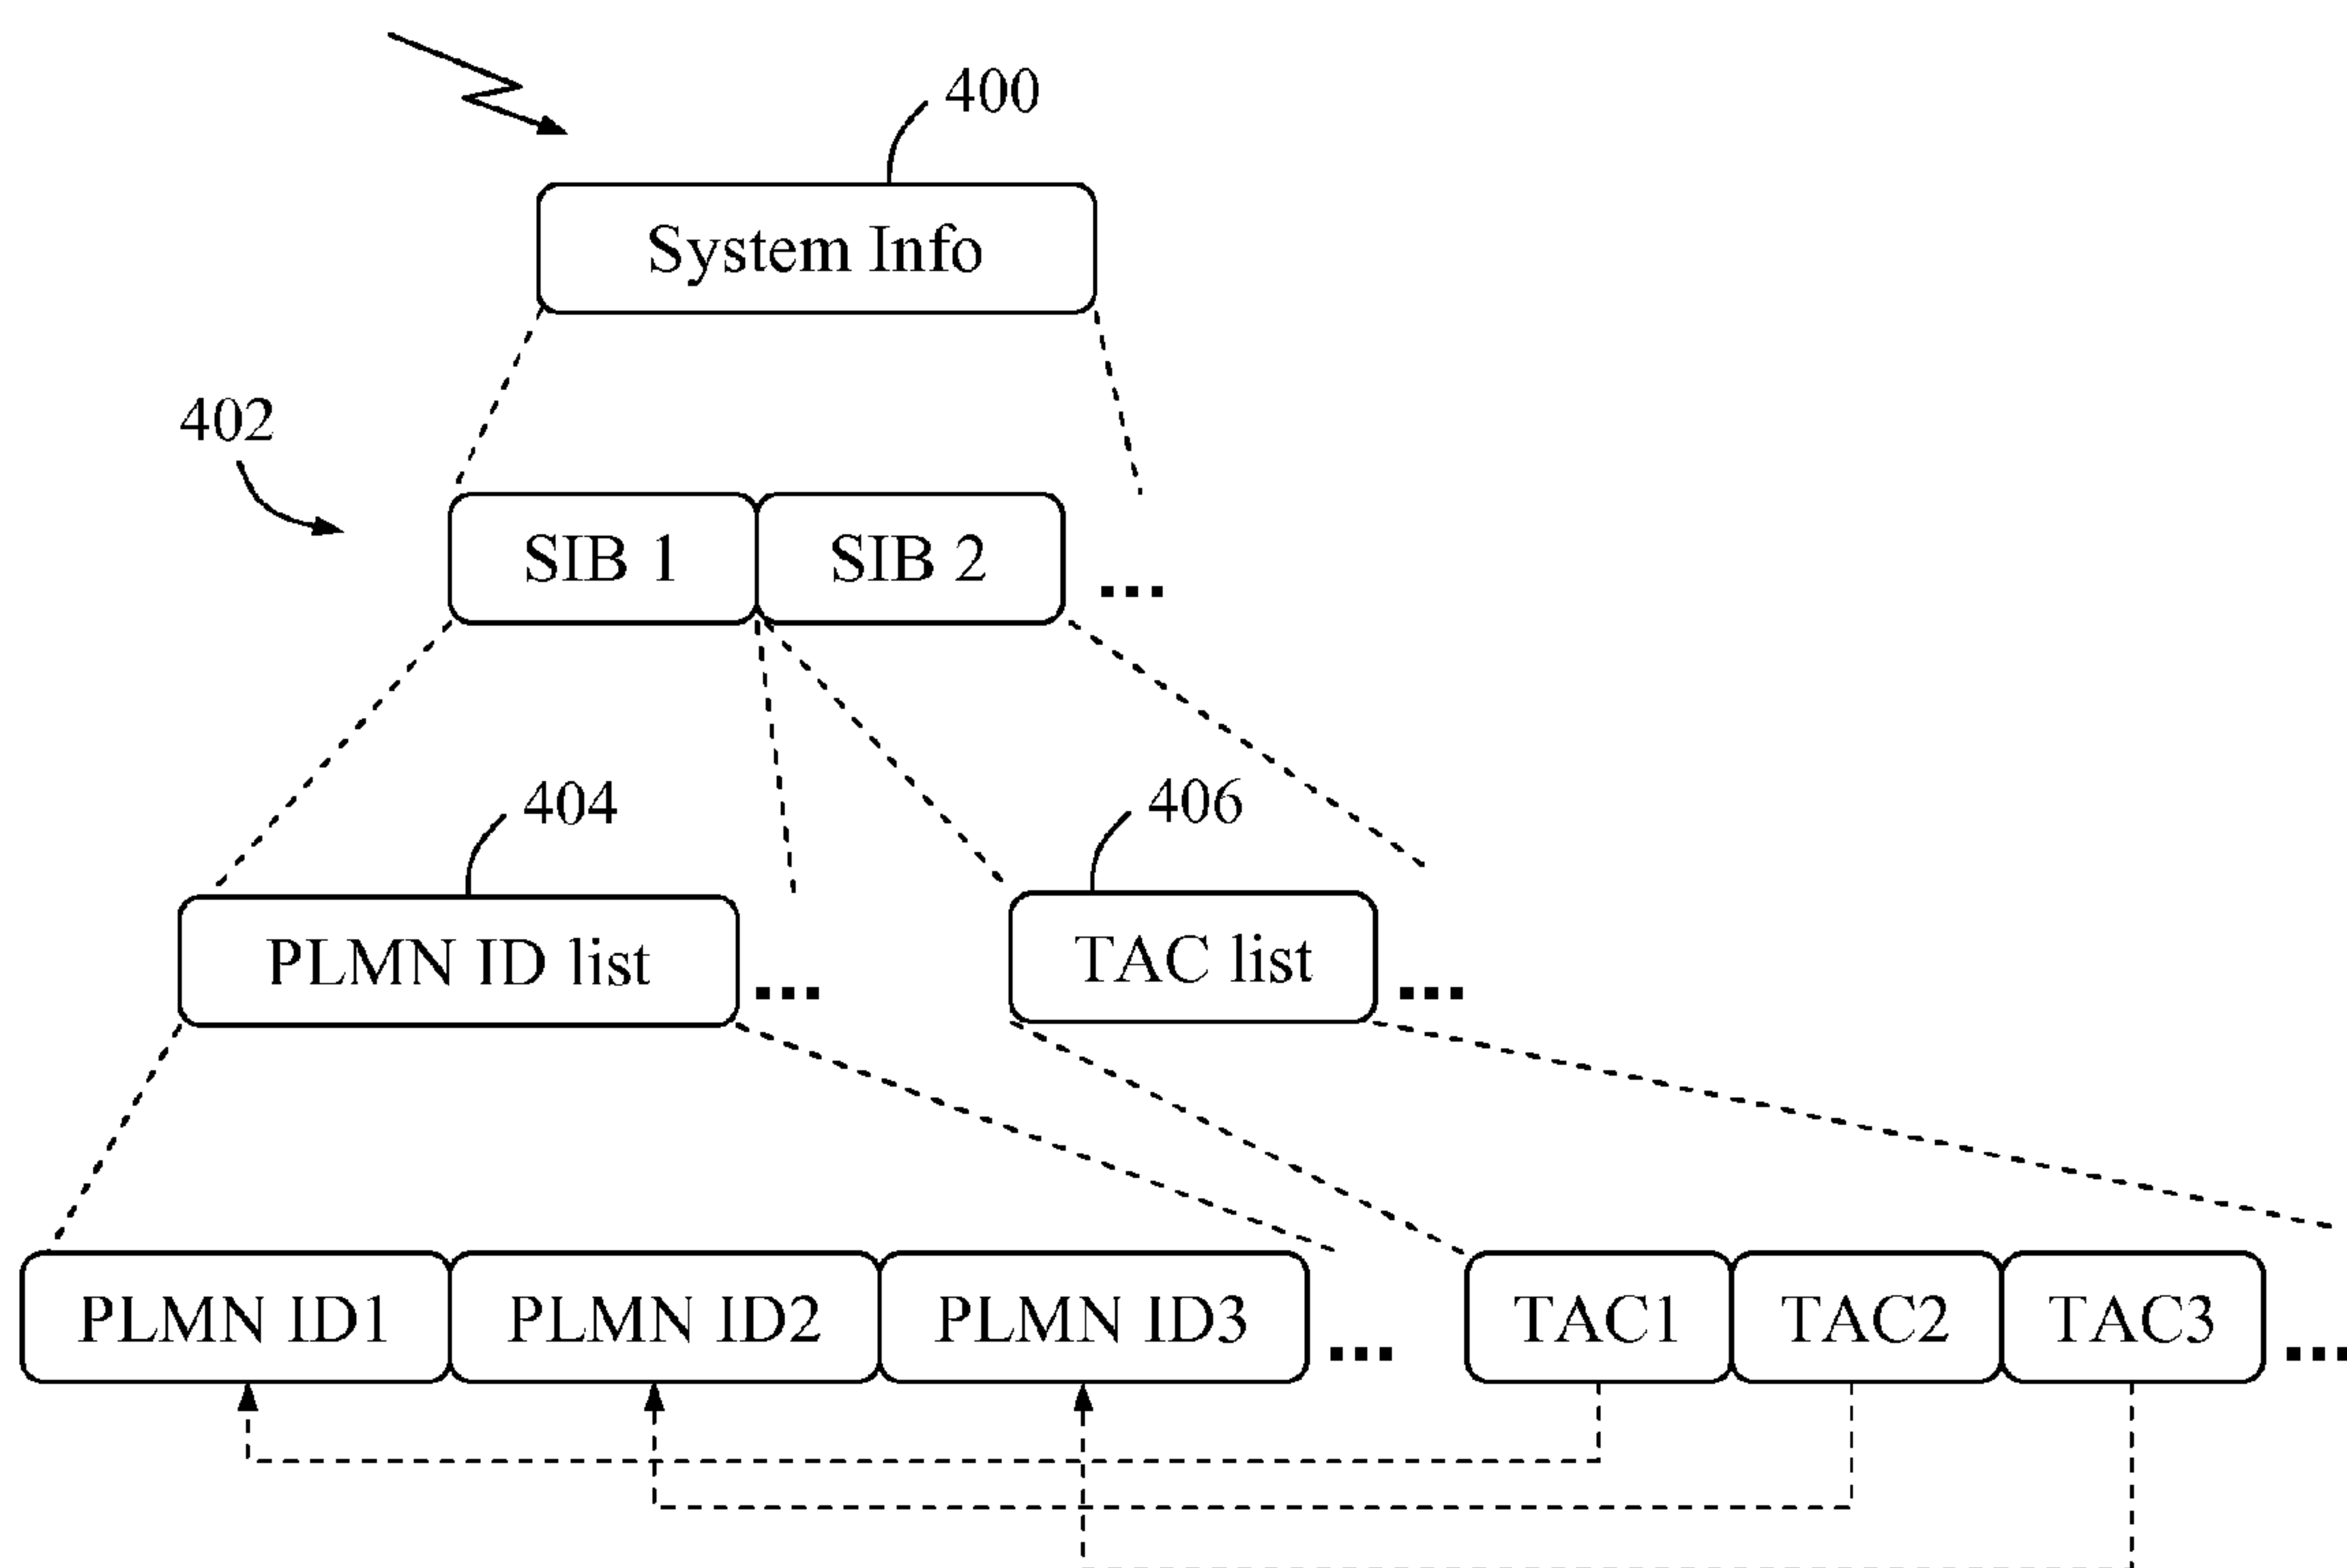 400
System Info
402
SIB 1 SIB 2 ...
404 406
PLMN ID list ... TAC list ...
PLMN ID1 PLMN ID2 PLMN ID3 ... TAC1 TAC2 TAC3 ...